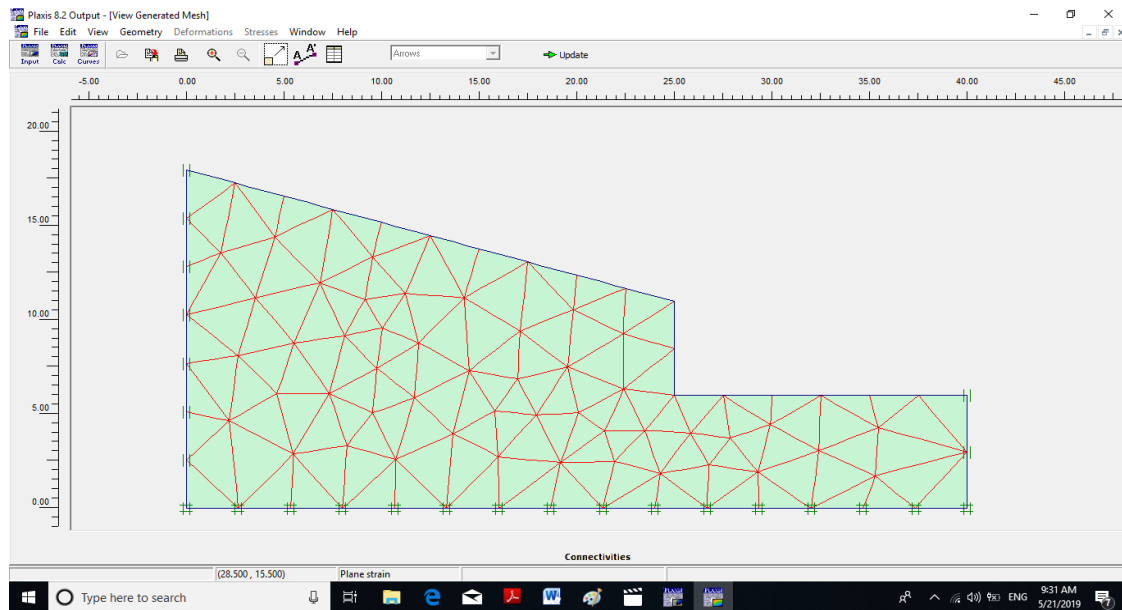 Plaxis 8.2 Output - [View Generated Mesh]
File Edit View Geometry Deformations Stresses Window Help
Input Calc Curves A A' Arrows Update
-5.00 0.00 5.00 10.00 15.00 20.00 25.00 30.00 35.00 40.00 45.00
20.00
15.00
10.00
5.00
0.00
Connectivities
(28.500 , 15.500) Plane strain
Type here to search
ENG
9:31 AM
5/21/2019
7